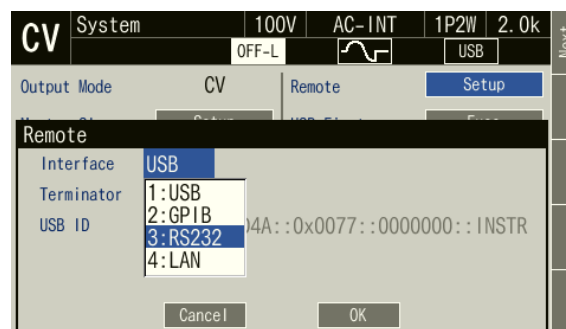 CV System 100V AC-INT 1P2W 2.0k
OFF-L USB
Next
Output Mode CV Remote Setup
Remote
Interface USB
Terminator
1:USB
2:GPIB
3:RS232
4:LAN
USB ID 04A::0x0077::0000000::INSTR
Cancel OK